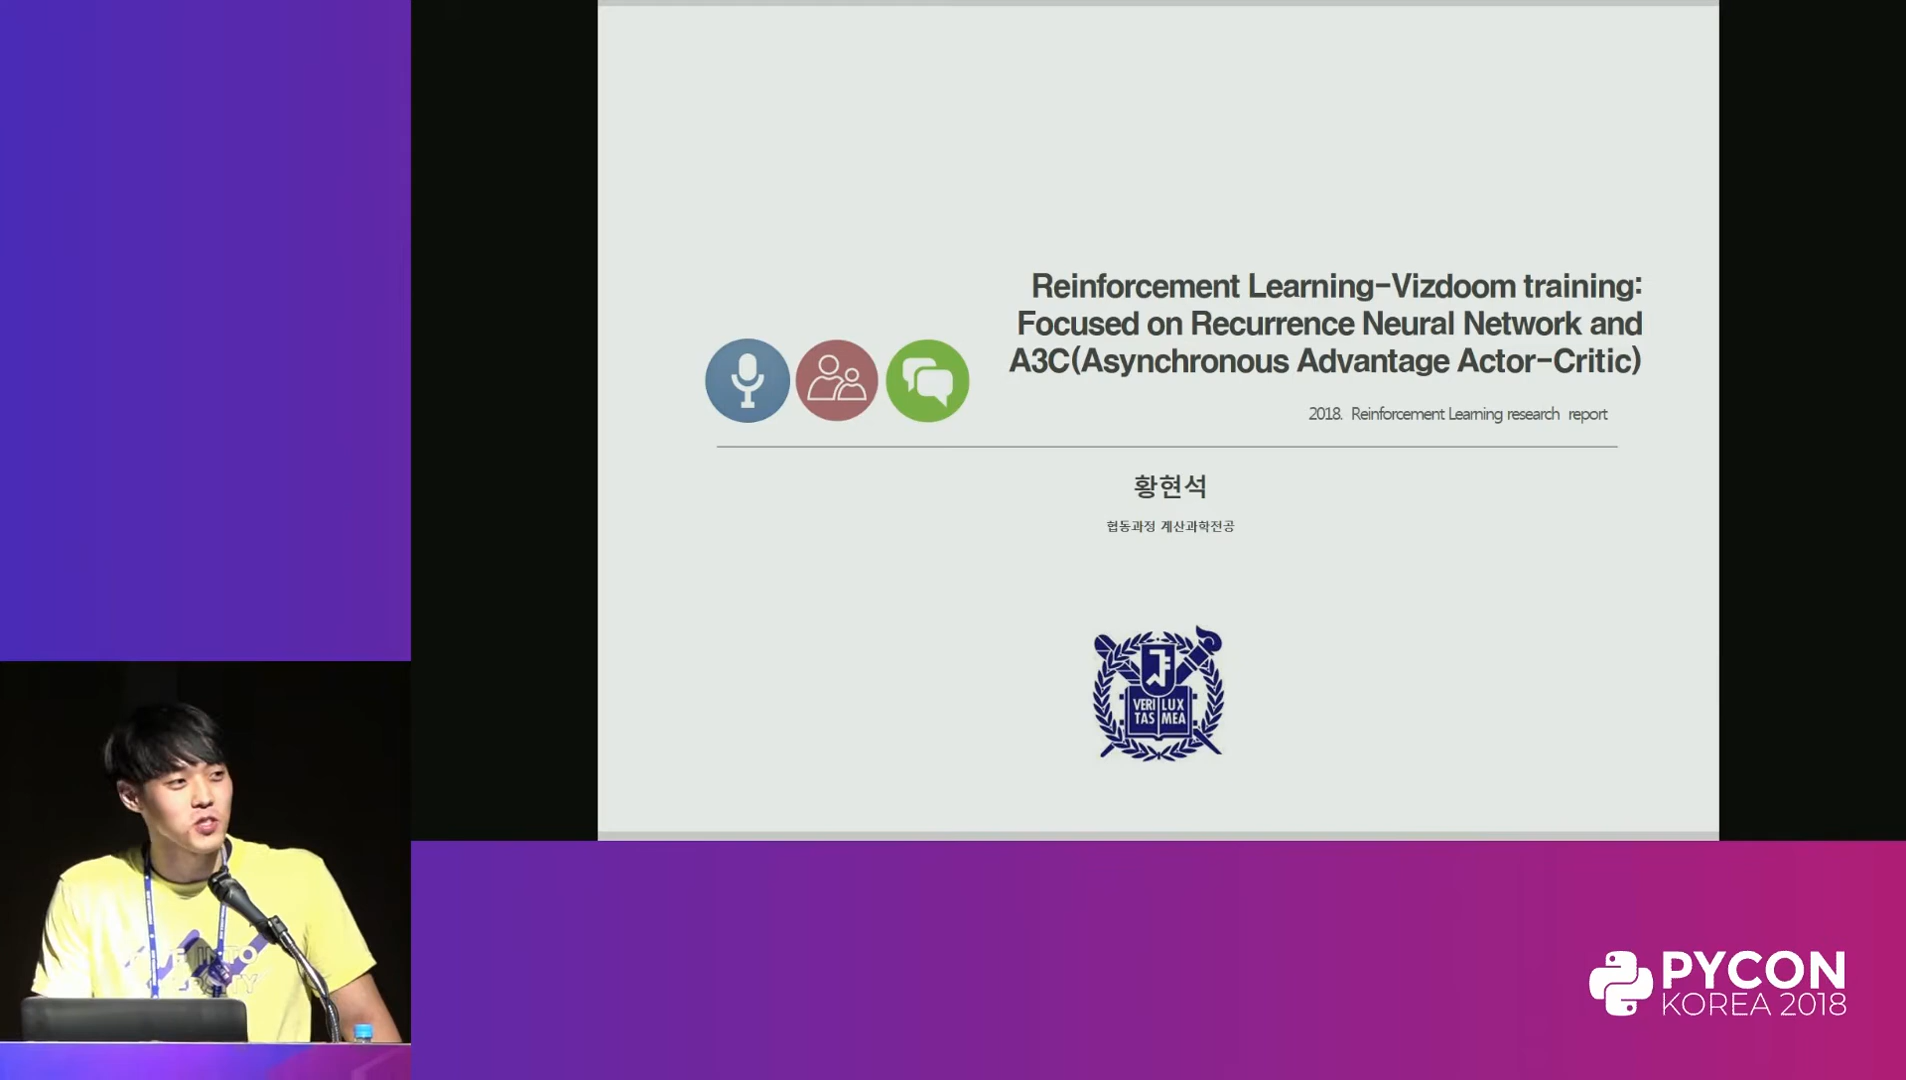 Reinforcement Learning-Vizdoom training:
Focused on Recurrence Neural Network and
A3C(Asynchronous Advantage Actor-Critic)
2018. Reinforcement Learning research report
황현석
협동과정 계산과학전공
VERI LUX
TAS MEA
INTO
PYCON
KOREA 2018